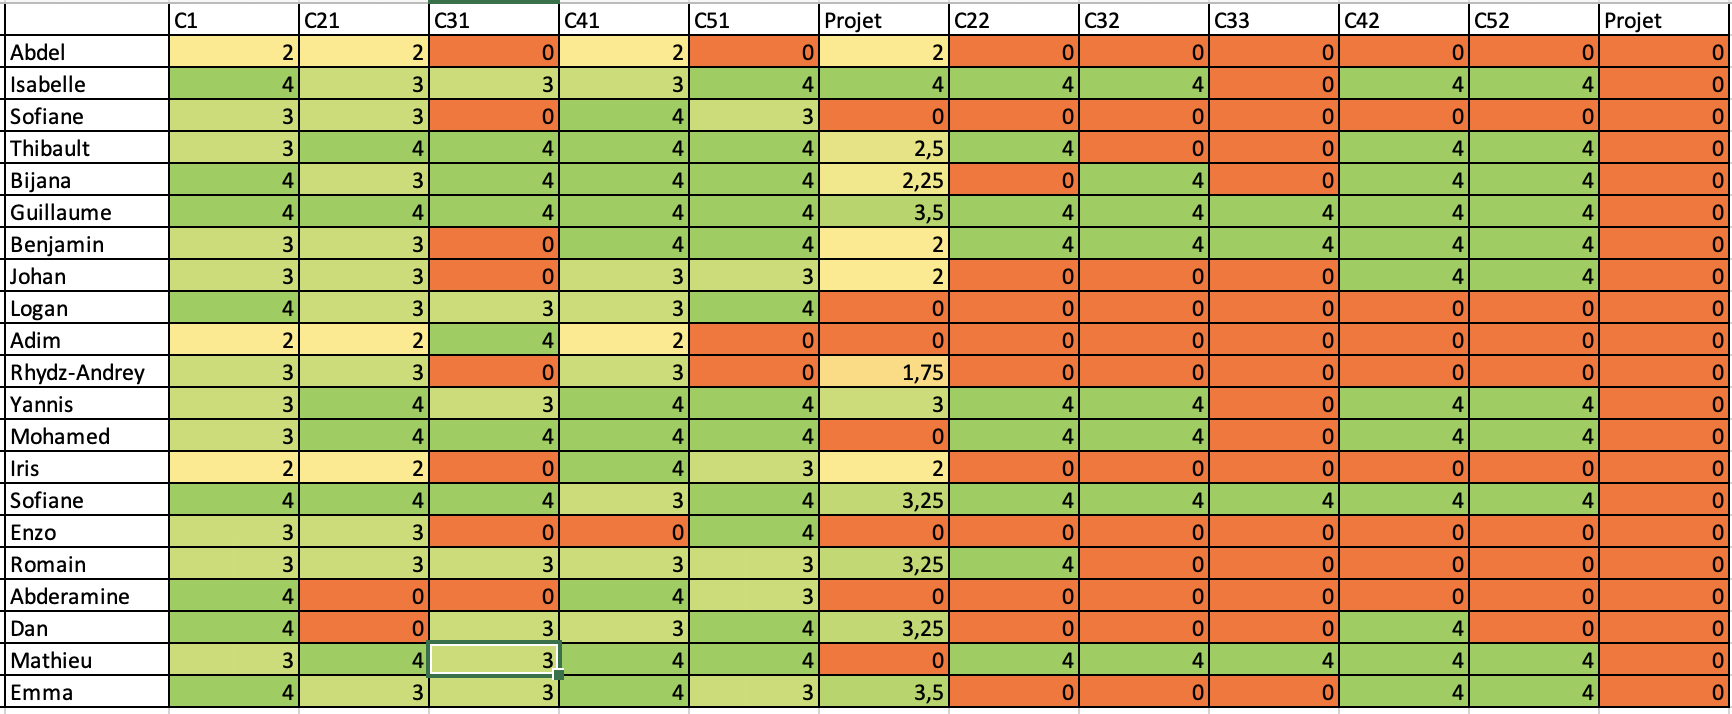 C1 C21 C31 C41 C51 Projet C22 C32 C33 C42 C52 Projet
Abdel 2 2 0 2 0 2 0 0 0 0 0 0
Isabelle 4 3 3 3 4 4 4 4 0 4 4 0
Sofiane 3 3 0 4 3 0 0 0 0 0 0 0
Thibault 3 4 4 4 4 2,5 4 0 0 4 4 0
Bijana 4 3 4 4 4 2,25 0 4 0 4 4 0
Guillaume 4 4 4 4 4 3,5 4 4 4 4 4 0
Benjamin 3 3 0 4 4 2 4 4 4 4 4 0
Johan 3 3 0 3 3 2 0 0 0 4 4 0
Logan 4 3 3 3 4 0 0 0 0 0 0 0
Adim 2 2 4 2 0 0 0 0 0 0 0 0
Rhydz-Andrey 3 3 0 3 0 1,75 0 0 0 0 0 0
Yannis 3 4 3 4 4 3 4 4 0 4 4 0
Mohamed 3 4 4 4 4 0 4 4 0 4 4 0
Iris 2 2 0 4 3 2 0 0 0 0 0 0
Sofiane 4 4 4 3 4 3,25 4 4 4 4 4 0
Enzo 3 3 0 0 4 0 0 0 0 0 0 0
Romain 3 3 3 3 3 3,25 4 0 0 0 0 0
Abderamine 4 0 0 4 3 0 0 0 0 0 0 0
Dan 4 0 3 3 4 3,25 0 0 0 4 0 0
Mathieu 3 4 3 4 4 0 4 4 4 4 4 0
Emma 4 3 3 4 3 3,5 0 0 0 4 4 0